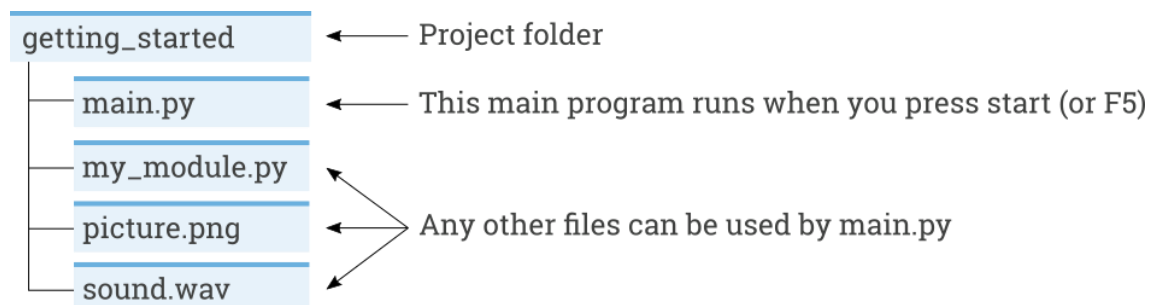 getting_started
Project folder
main.py
This main program runs when you press start (or F5)
my_module.py
picture.png
Any other files can be used by main.py
sound.wav